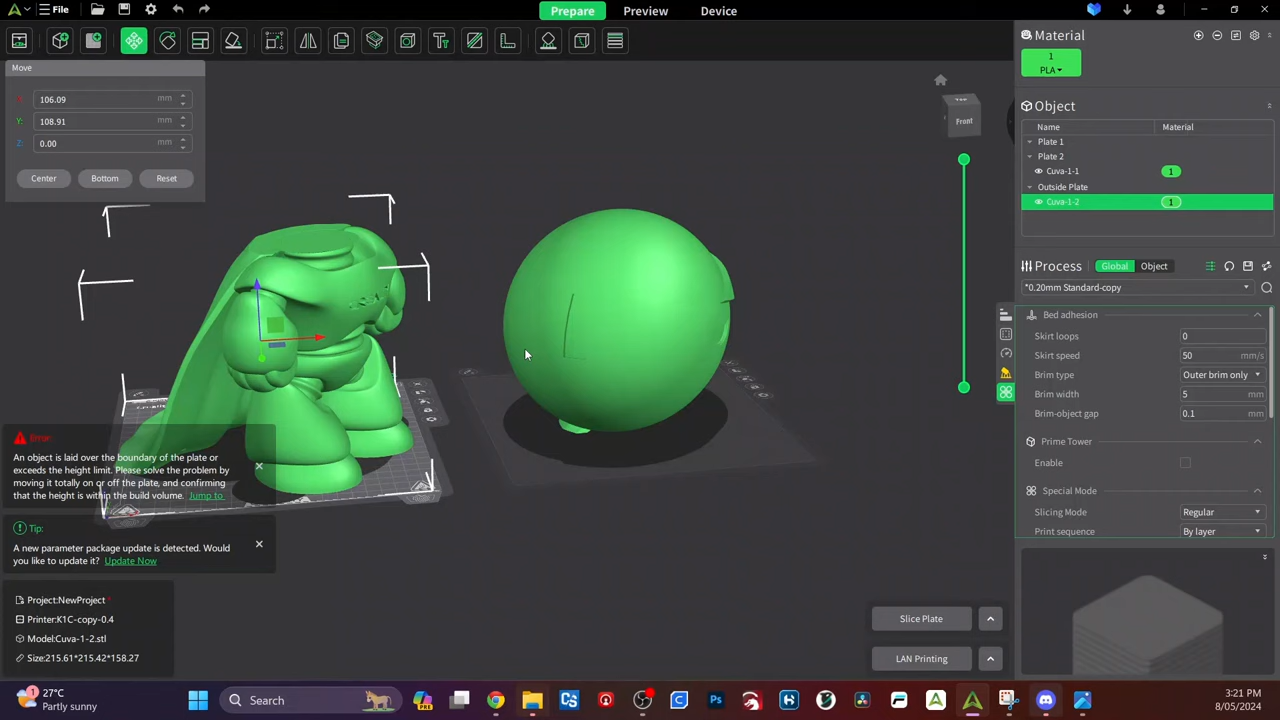 File
Prepare
Preview
Device
Move
X:
106.09
mm
Y:
108.91
mm
Z:
0.00
mm
Center
Bottom
Reset
Top
Front
Material
1
PLA
Object
Name
Material
Plate 1
Plate 2
Cuva-1-1
1
Outside Plate
Cuva-1-2
1
Process
Global
Object
*0.20mm Standard-copy
Bed adhesion
Skirt loops
0
Skirt speed
50
mm/s
Brim type
Outer brim only
Brim width
5
mm
Brim-object gap
0.1
mm
Prime Tower
Enable
Special Mode
Slicing Mode
Regular
Print sequence
By layer
Error:
An object is laid over the boundary of the plate or
exceeds the height limit. Please solve the problem by
moving it totally on or off the plate, and confirming
that the height is within the build volume. Jump to
Tip:
A new parameter package update is detected. Would
you like to update it? Update Now
Project:NewProject *
Printer:K1C-copy-0.4
Model:Cuva-1-2.stl
Size:215.61*215.42*158.27
Slice Plate
LAN Printing
1
27°C
Partly sunny
Search
PRE
Ps
3:21 PM
8/05/2024